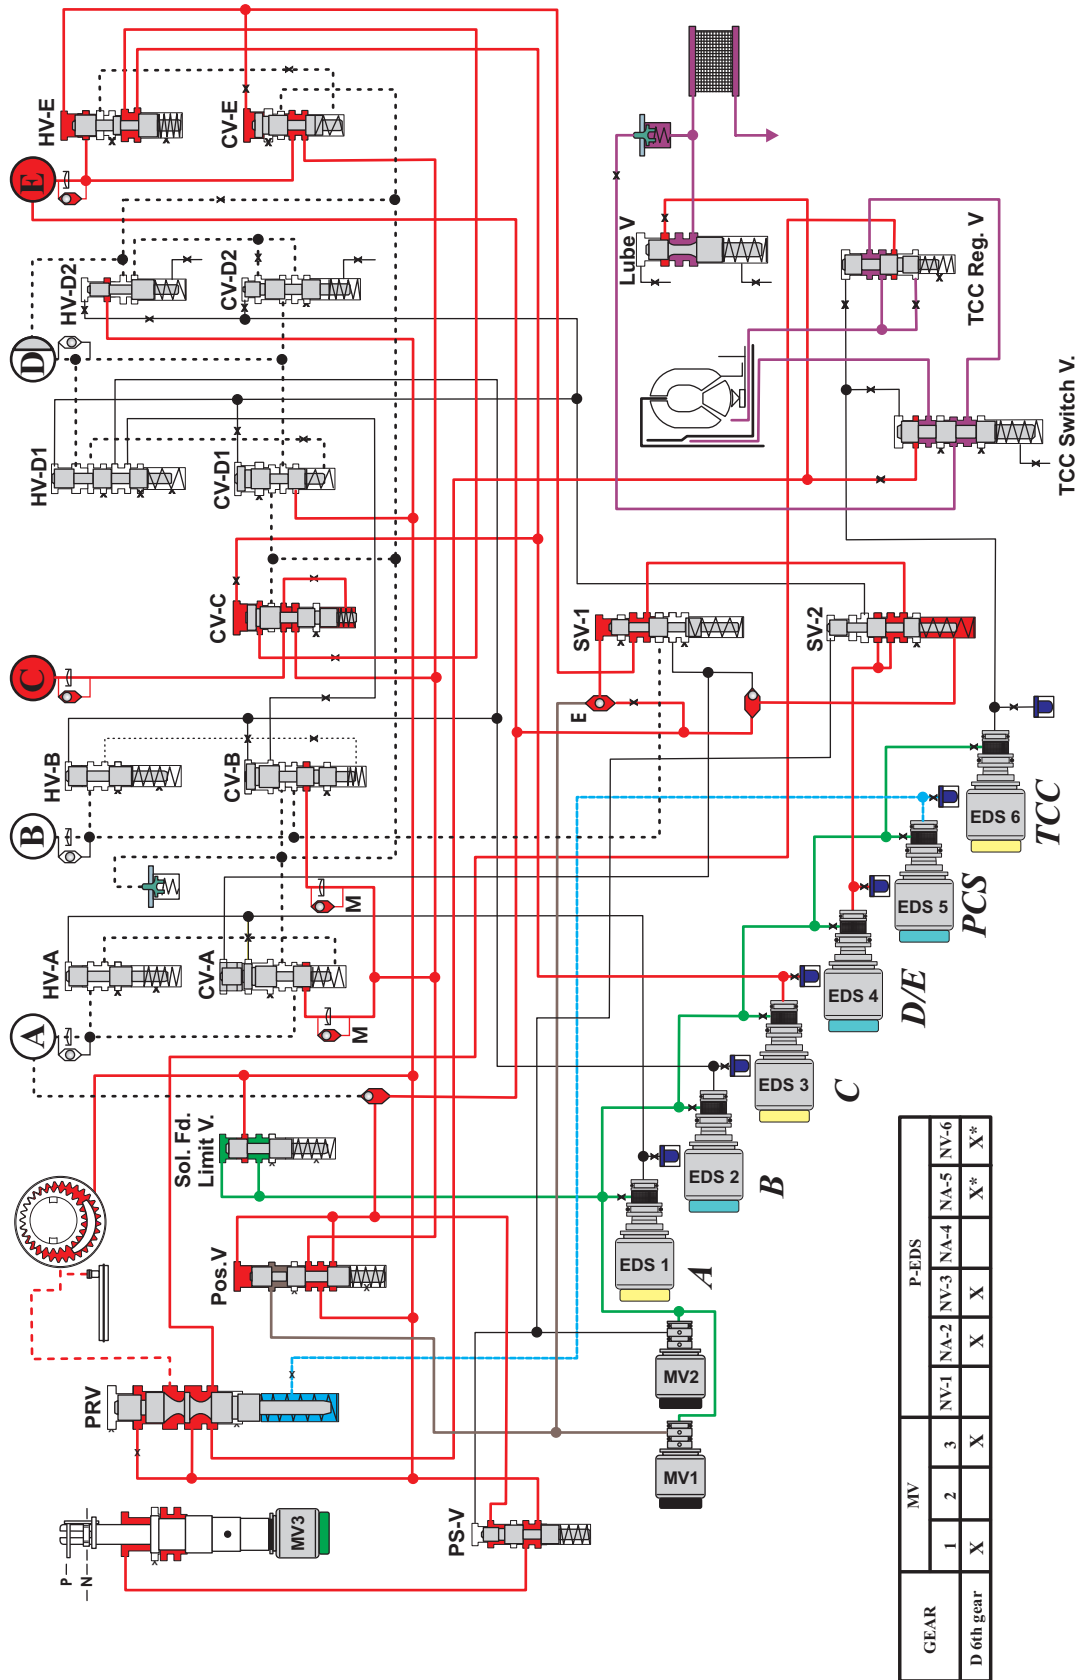 HV-E
CV-E
E
HV-D2
CV-D2
D
HV-D1
CV-D1
CV-C
C
HV-B
CV-B
B
M
HV-A
CV-A
A
M
Lube V
TCC Reg. V
TCC Switch V.
SV-1
SV-2
E
Sol. Fd.
Limit V.
Pos.V
PRV
P
N
MV3
PS-V
MV1
MV2
EDS 1
A
EDS 2
B
EDS 3
C
EDS 4
D/E
EDS 5
PCS
EDS 6
TCC
GEAR MV P-EDS
1 2 3 NV-1 NA-2 NV-3 NA-4 NA-5 NV-6
D 6th gear X X X X X* X*